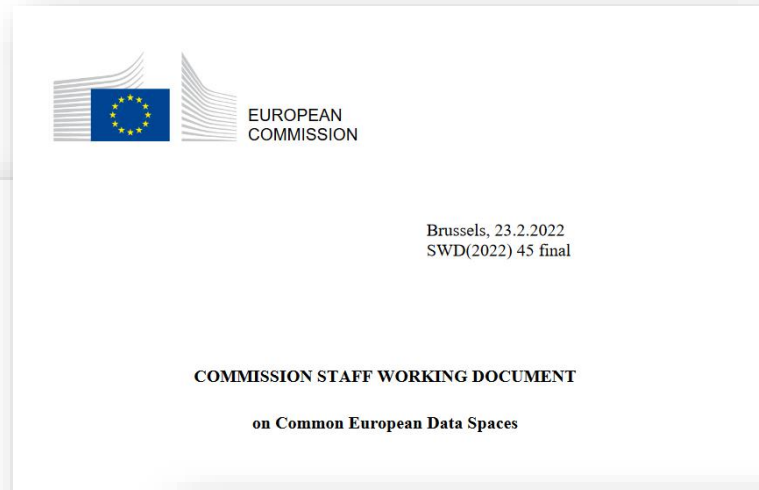 EUROPEAN
COMMISSION
Brussels, 23.2.2022
SWD(2022) 45 final
COMMISSION STAFF WORKING DOCUMENT
on Common European Data Spaces